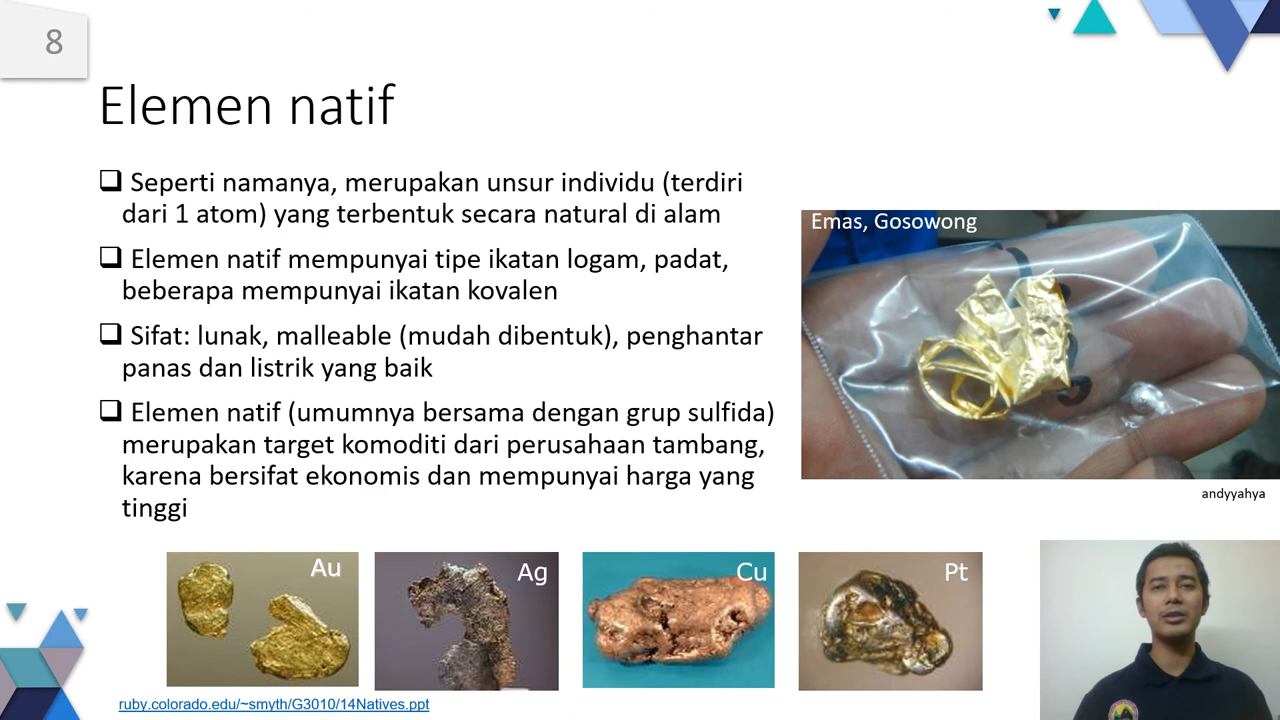 8
Elemen natif
Seperti namanya, merupakan unsur individu (terdiri
dari 1 atom) yang terbentuk secara natural di alam
Elemen natif mempunyai tipe ikatan logam, padat,
beberapa mempunyai ikatan kovalen
Sifat: lunak, malleable (mudah dibentuk), penghantar
panas dan listrik yang baik
Elemen natif (umumnya bersama dengan grup sulfida)
merupakan target komoditi dari perusahaan tambang,
karena bersifat ekonomis dan mempunyai harga yang
tinggi
Emas, Gosowong
andyyahya
Au
Ag
Cu
Pt
ruby.colorado.edu/~smyth/G3010/14Natives.ppt